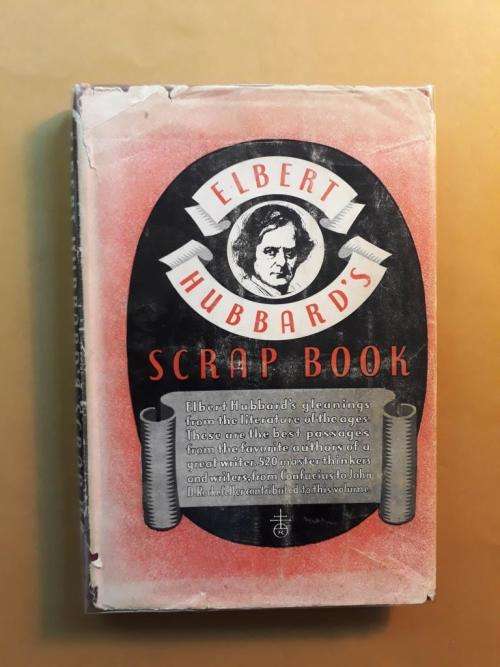 ELBERT
HUBBARD'S
SCRAP BOOK
Elbert Hubbard's gleanings
from the literature of the ages.
These are the best passages
from the favorite authors of a
great writer. 520 master thinkers
and writers, from Confucius to John
D. Rockefeller contributed to this volume.